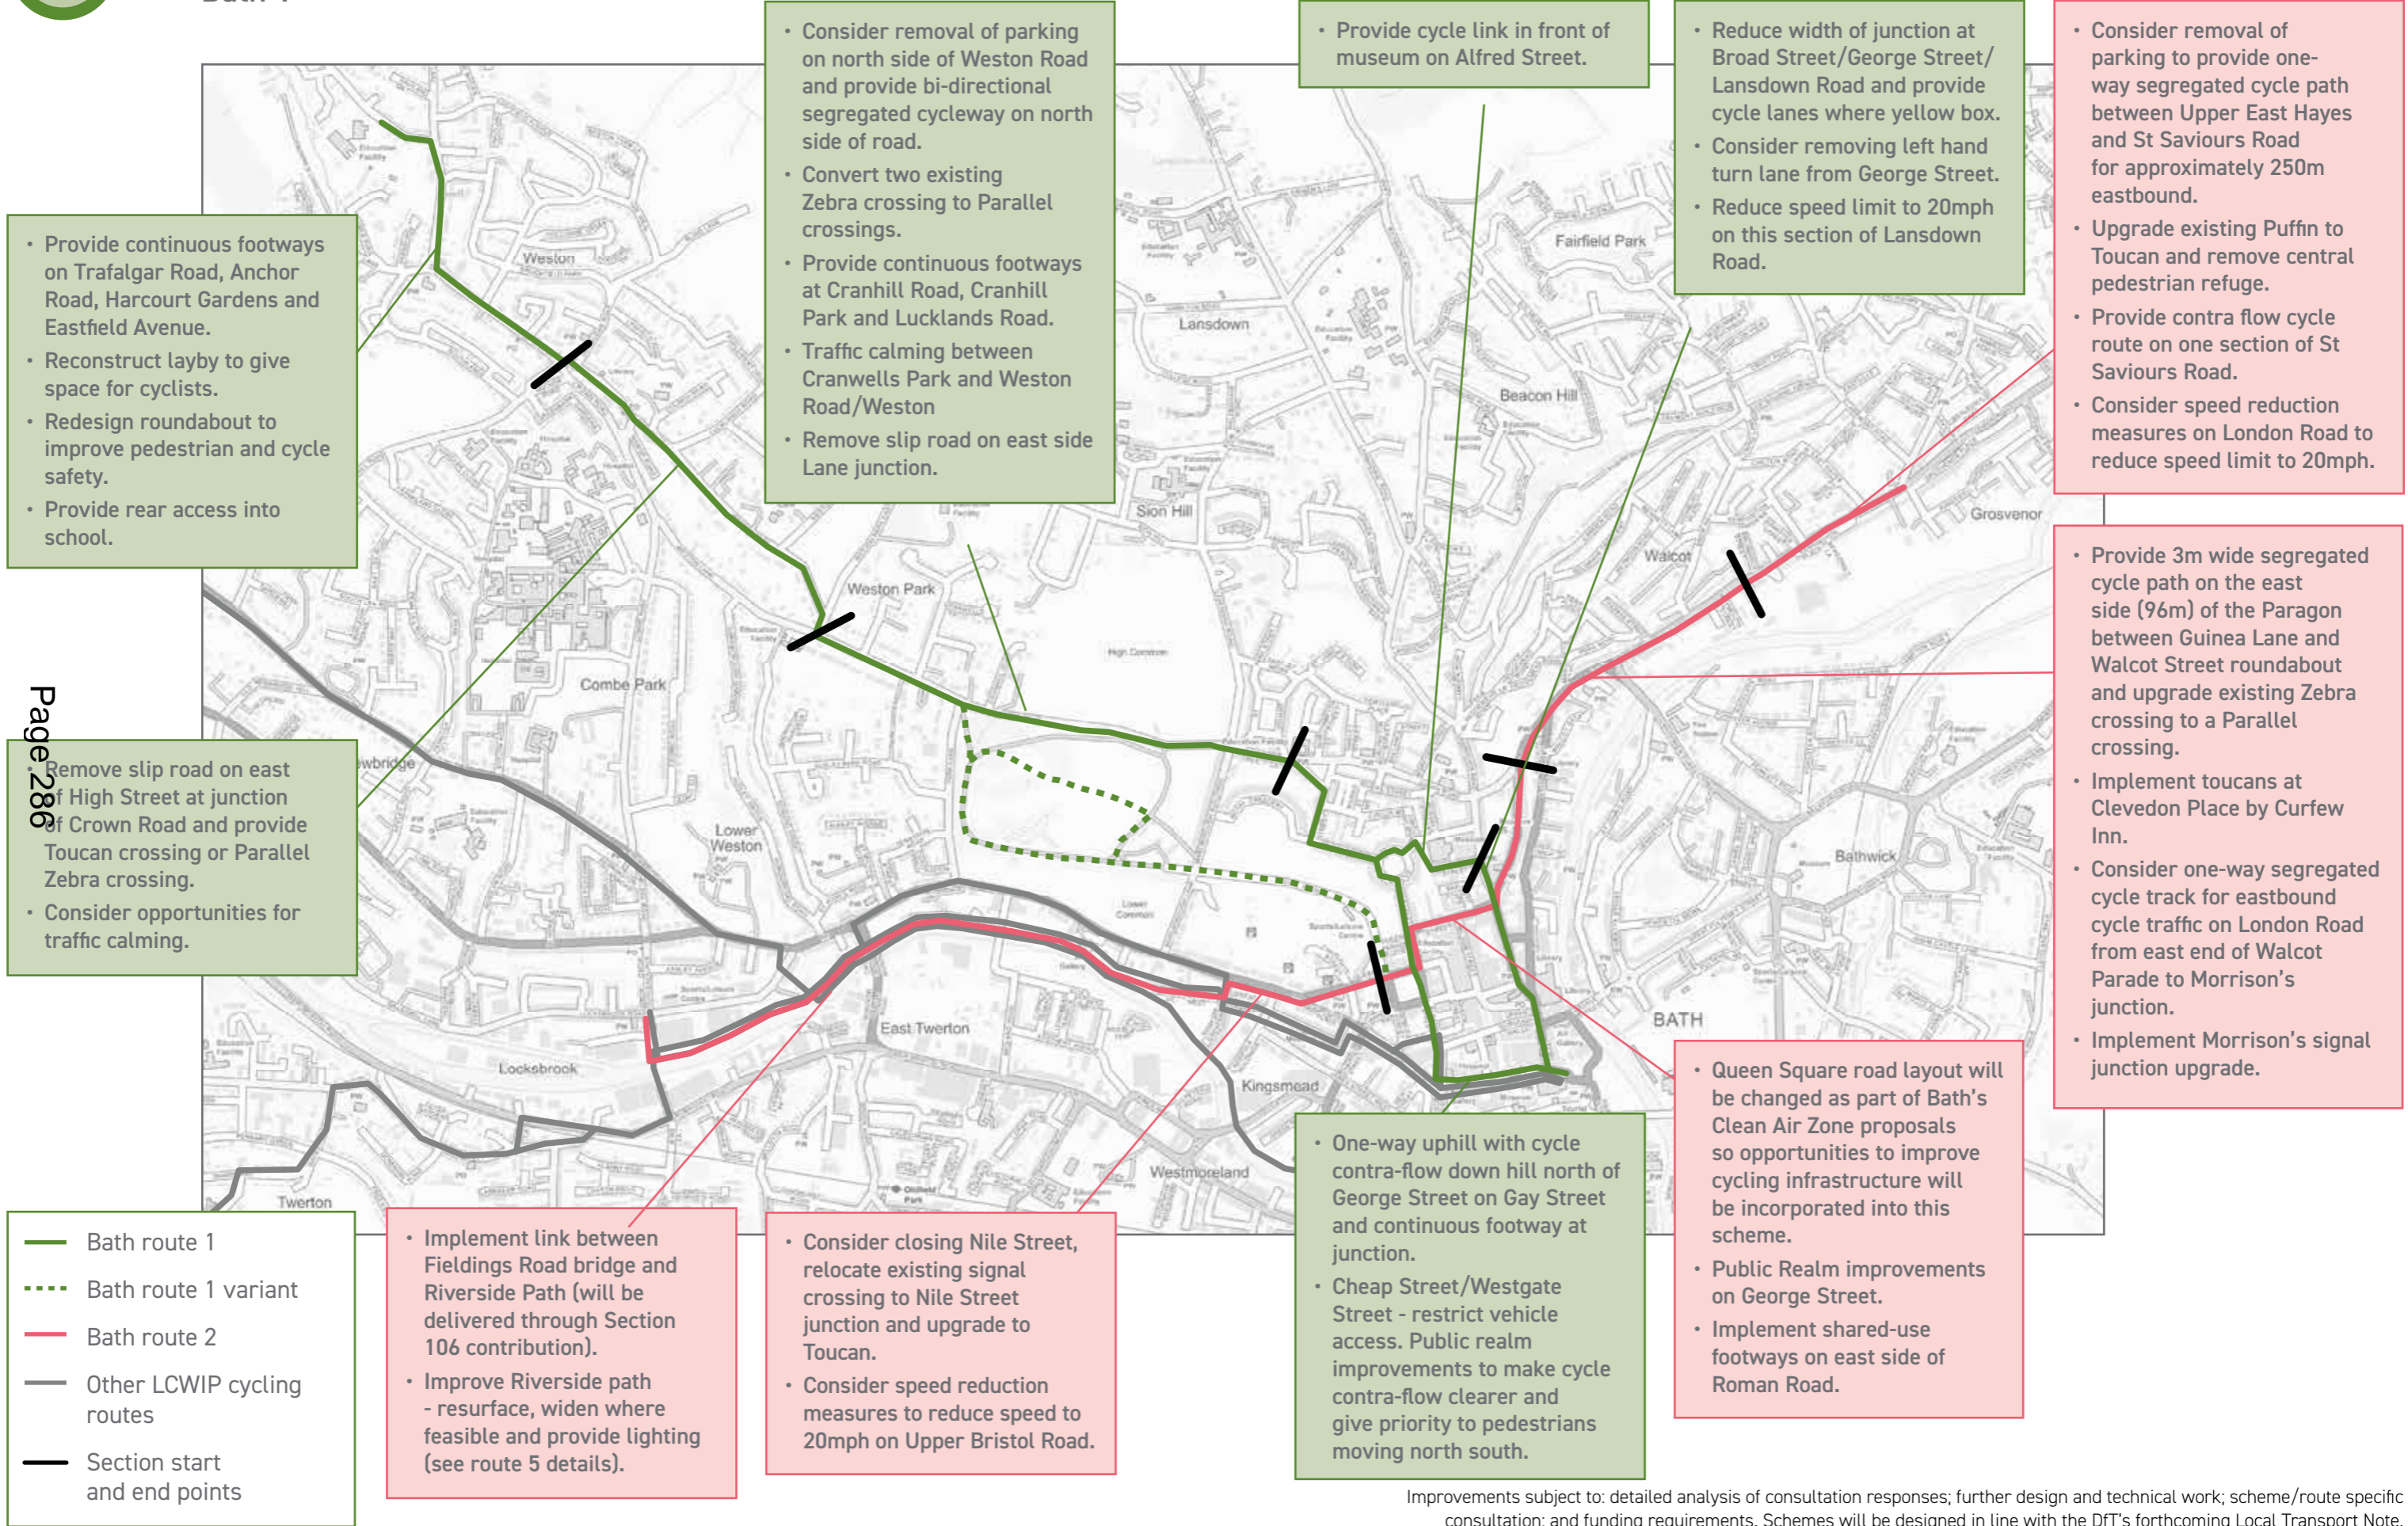 • Consider removal of parking
on north side of Weston Road
and provide bi-directional
segregated cycleway on north
side of road.
• Convert two existing
Zebra crossing to Parallel
crossings.
• Provide continuous footways
at Cranhill Road, Cranhill
Park and Lucklands Road.
• Traffic calming between
Cranwells Park and Weston
Road/Weston
• Remove slip road on east side
Lane junction.
• Provide cycle link in front of
museum on Alfred Street.
• Reduce width of junction at
Broad Street/George Street/
Lansdown Road and provide
cycle lanes where yellow box.
• Consider removing left hand
turn lane from George Street.
• Reduce speed limit to 20mph
on this section of Lansdown
Road.
• Consider removal of
parking to provide one-
way segregated cycle path
between Upper East Hayes
and St Saviours Road
for approximately 250m
eastbound.
• Upgrade existing Puffin to
Toucan and remove central
pedestrian refuge.
• Provide contra flow cycle
route on one section of St
Saviours Road.
• Consider speed reduction
measures on London Road to
reduce speed limit to 20mph.
• Provide continuous footways
on Trafalgar Road, Anchor
Road, Harcourt Gardens and
Eastfield Avenue.
• Reconstruct layby to give
space for cyclists.
• Redesign roundabout to
improve pedestrian and cycle
safety.
• Provide rear access into
school.
Weston
Lansdown
Fairfield Park
Beacon Hill
Sion Hill
Grosvenor
Walcot
Weston Park
High Common
Combe Park
Lower
Weston
Lower
Common
Bathwick
East Twerton
BATH
Locksbrook
Kingsmead
Westmoreland
Oldfield
Park
Twerton
• Provide 3m wide segregated
cycle path on the east
side (96m) of the Paragon
between Guinea Lane and
Walcot Street roundabout
and upgrade existing Zebra
crossing to a Parallel
crossing.
• Implement toucans at
Clevedon Place by Curfew
Inn.
• Consider one-way segregated
cycle track for eastbound
cycle traffic on London Road
from east end of Walcot
Parade to Morrison's
junction.
• Implement Morrison's signal
junction upgrade.
Page 286
• Remove slip road on east
of High Street at junction
of Crown Road and provide
Toucan crossing or Parallel
Zebra crossing.
• Consider opportunities for
traffic calming.
Bath route 1
Bath route 1 variant
Bath route 2
Other LCWIP cycling
routes
Section start
and end points
• Implement link between
Fieldings Road bridge and
Riverside Path (will be
delivered through Section
106 contribution).
• Improve Riverside path
- resurface, widen where
feasible and provide lighting
(see route 5 details).
• Consider closing Nile Street,
relocate existing signal
crossing to Nile Street
junction and upgrade to
Toucan.
• Consider speed reduction
measures to reduce speed to
20mph on Upper Bristol Road.
• One-way uphill with cycle
contra-flow down hill north of
George Street on Gay Street
and continuous footway at
junction.
• Cheap Street/Westgate
Street - restrict vehicle
access. Public realm
improvements to make cycle
contra-flow clearer and
give priority to pedestrians
moving north south.
• Queen Square road layout will
be changed as part of Bath's
Clean Air Zone proposals
so opportunities to improve
cycling infrastructure will
be incorporated into this
scheme.
• Public Realm improvements
on George Street.
• Implement shared-use
footways on east side of
Roman Road.
Improvements subject to: detailed analysis of consultation responses; further design and technical work; scheme/route specific
consultation; and funding requirements. Schemes will be designed in line with the DfT's forthcoming Local Transport Note.